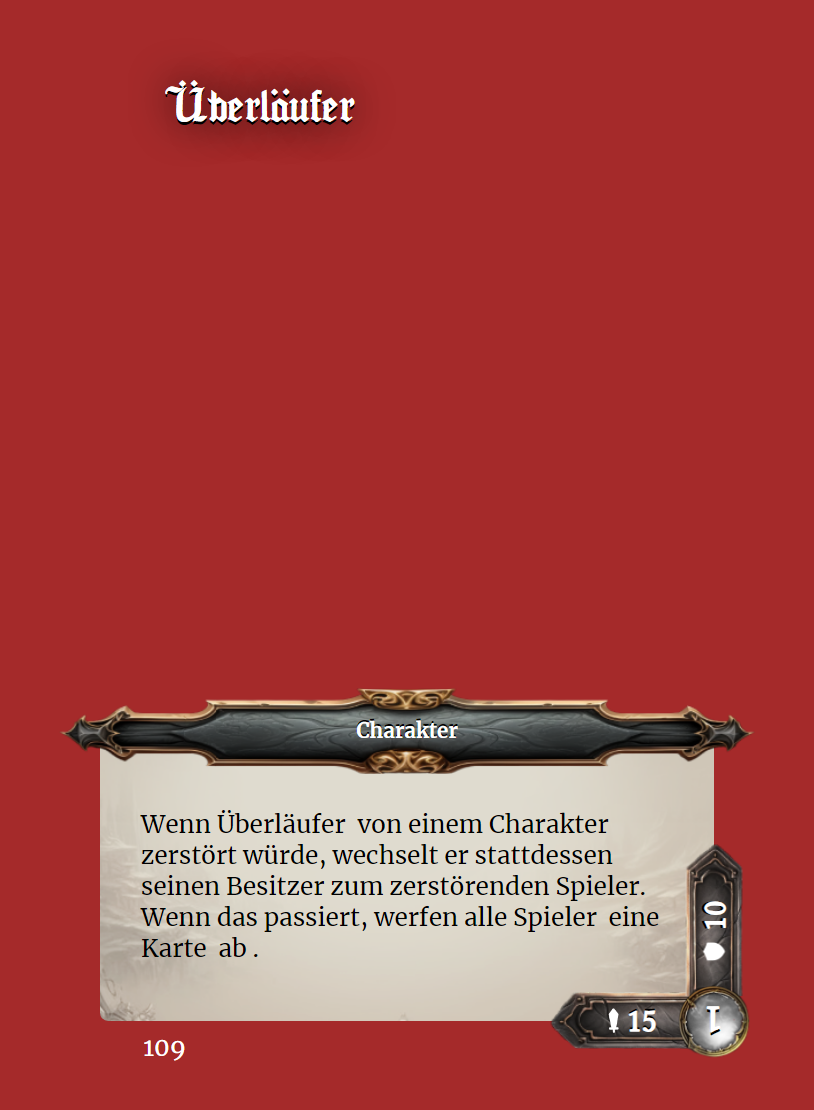 Überläufer
Charakter
Wenn Überläufer von einem Charakter
zerstört würde, wechselt er stattdessen
seinen Besitzer zum zerstörenden Spieler.
Wenn das passiert, werfen alle Spieler eine
Karte ab .
10
15
1
109